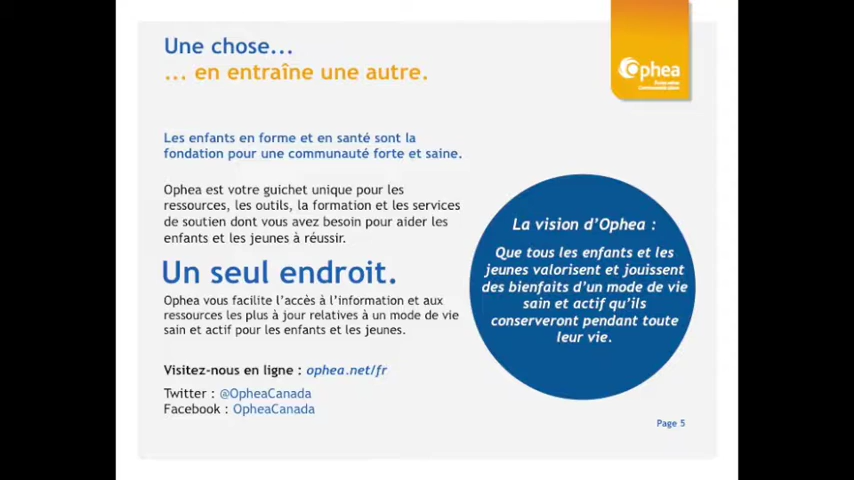 Une chose...
... en entraîne une autre.
Ophea
Les enfants en forme et en santé sont la
fondation pour une communauté forte et saine.
Ophea est votre guichet unique pour les
ressources, les outils, la formation et les services
de soutien dont vous avez besoin pour aider les
enfants et les jeunes à réussir.
Un seul endroit.
Ophea vous facilite l'accès à l'information et aux
ressources les plus à jour relatives à un mode de vie
sain et actif pour les enfants et les jeunes.
Visitez-nous en ligne : ophea.net/fr
Twitter : @OpheaCanada
Facebook : OpheaCanada
La vision d'Ophea :
Que tous les enfants et les
jeunes valorisent et jouissent
des bienfaits d'un mode de vie
sain et actif qu'ils
conserveront pendant toute
leur vie.
Page 5